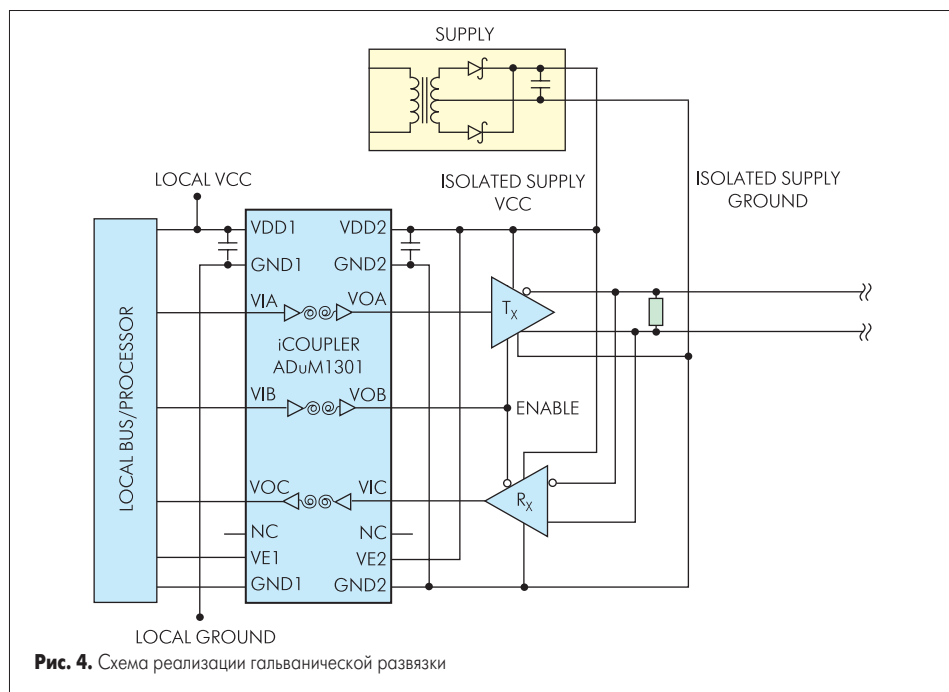 SUPPLY
LOCAL VCC
ISOLATED SUPPLY
VCC
ISOLATED SUPPLY
GROUND
LOCAL BUS/PROCESSOR
VDD1
VDD2
GND1
GND2
VIA
VOA
TX
iCOUPLER
ADuM1301
VIB
VOB
ENABLE
VOC
VIC
RX
NC
NC
VE1
VE2
GND1
GND2
LOCAL GROUND
Рис. 4. Схема реализации гальванической развязки